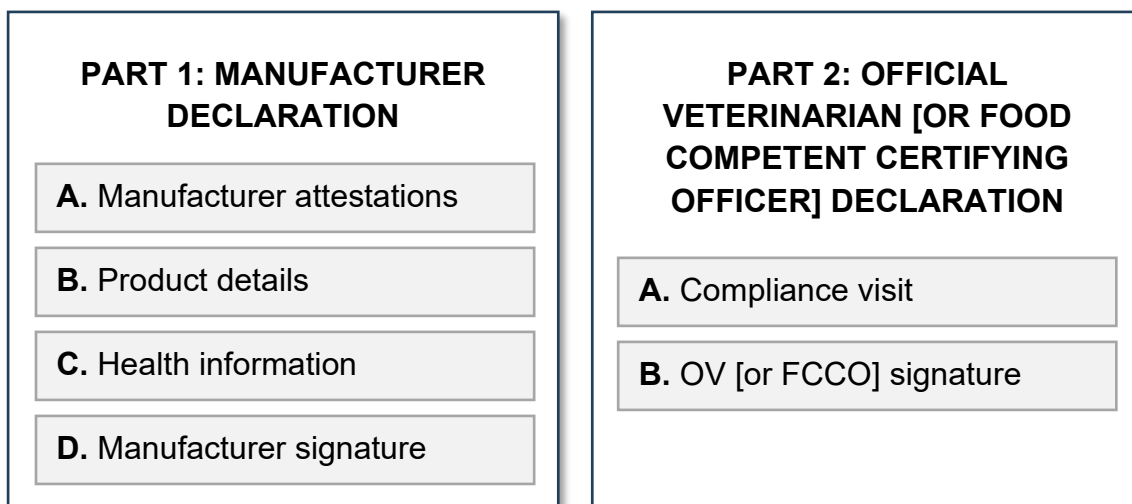 PART 1: MANUFACTURER
DECLARATION
A. Manufacturer attestations
B. Product details
C. Health information
D. Manufacturer signature
PART 2: OFFICIAL
VETERINARIAN [OR FOOD
COMPETENT CERTIFYING
OFFICER] DECLARATION
A. Compliance visit
B. OV [or FCCO] signature